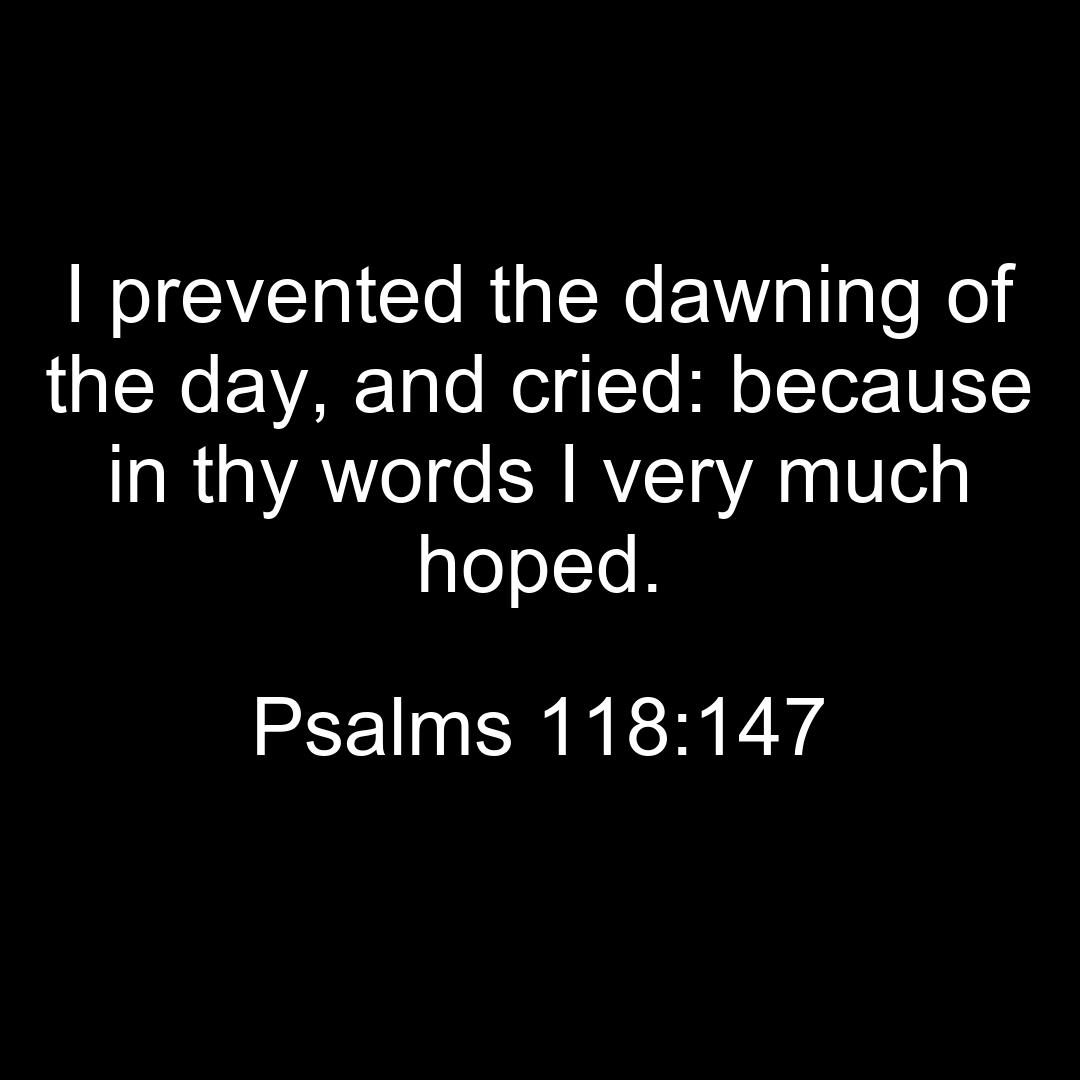 I prevented the dawning of
the day, and cried: because
in thy words I very much
hoped.
Psalms 118:147